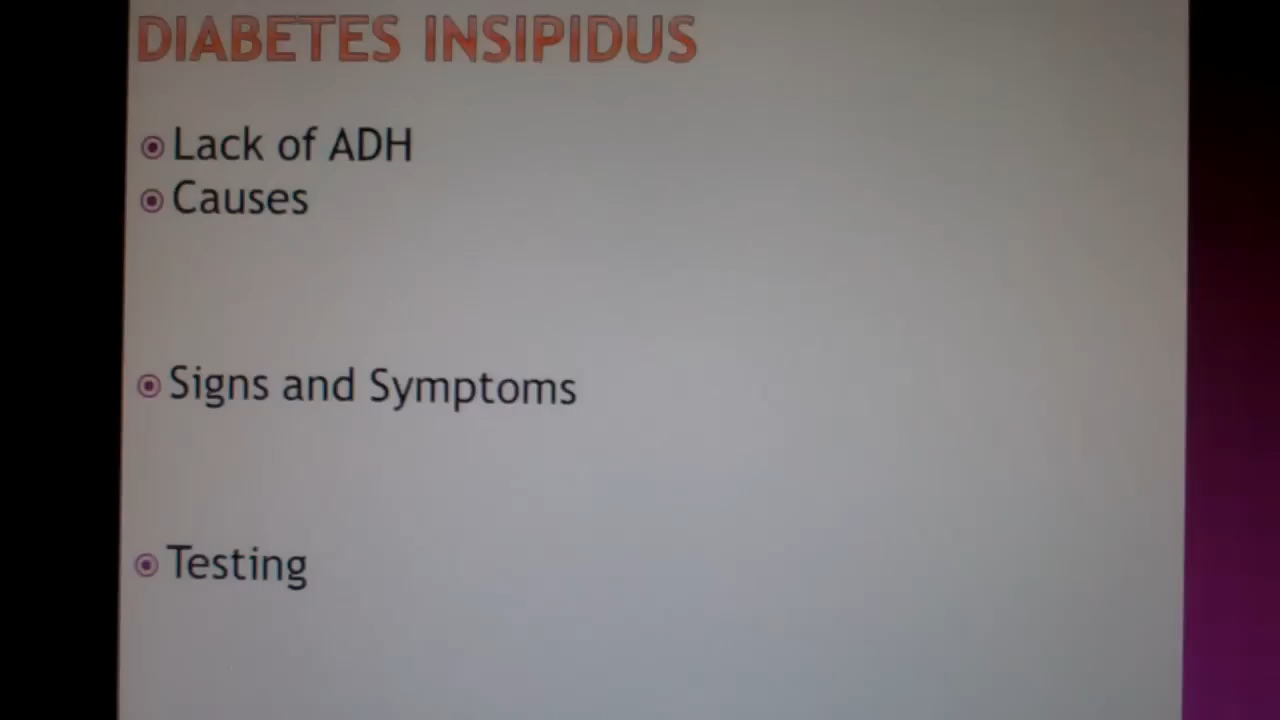 DIABETES INSIPIDUS
Lack of ADH
Causes
Signs and Symptoms
Testing